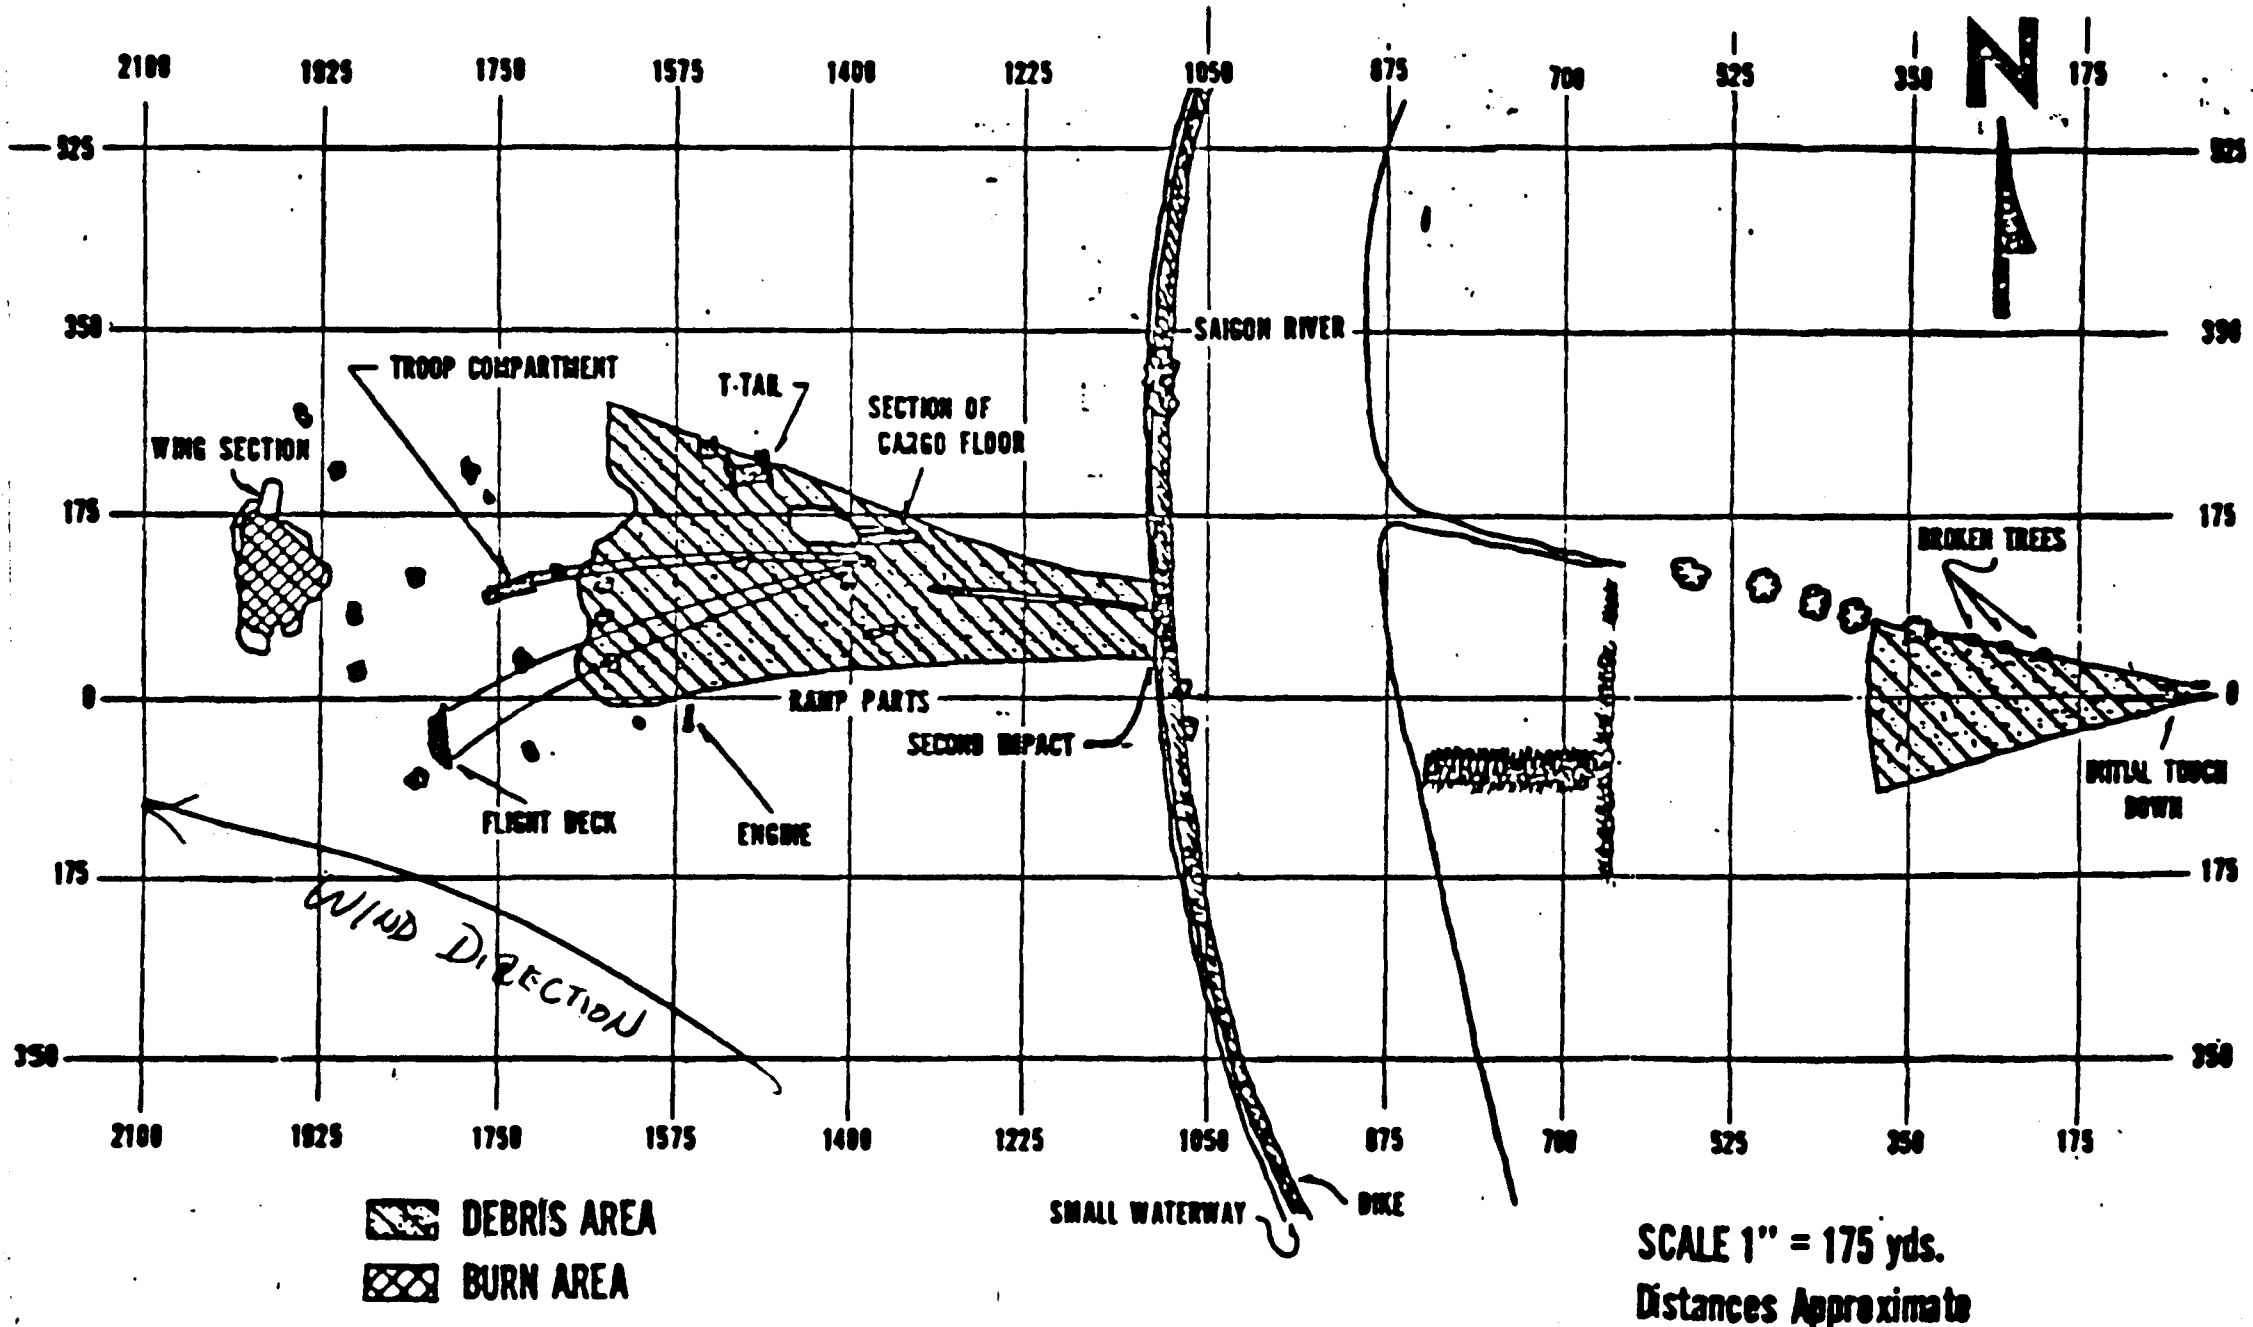 2100 1925 1750 1575 1400 1225 1050 875 700 525 350 175
N
525 525
350 SAIGON RIVER 350
TROOP COMPARTMENT
T-TAIL
SECTION OF
CARGO FLOOR
WING SECTION
175 175
BROKEN TREES
0 RAMP PARTS 0
SECOND IMPACT
INITIAL TOUCH
DOWN
FLIGHT DECK
ENGINE
175 175
WIND DIRECTION
350 350
2100 1925 1750 1575 1400 1225 1050 875 700 525 350 175
SMALL WATERWAY
DIKE
DEBRIS AREA
BURN AREA
SCALE 1" = 175 yds.
Distances Approximate